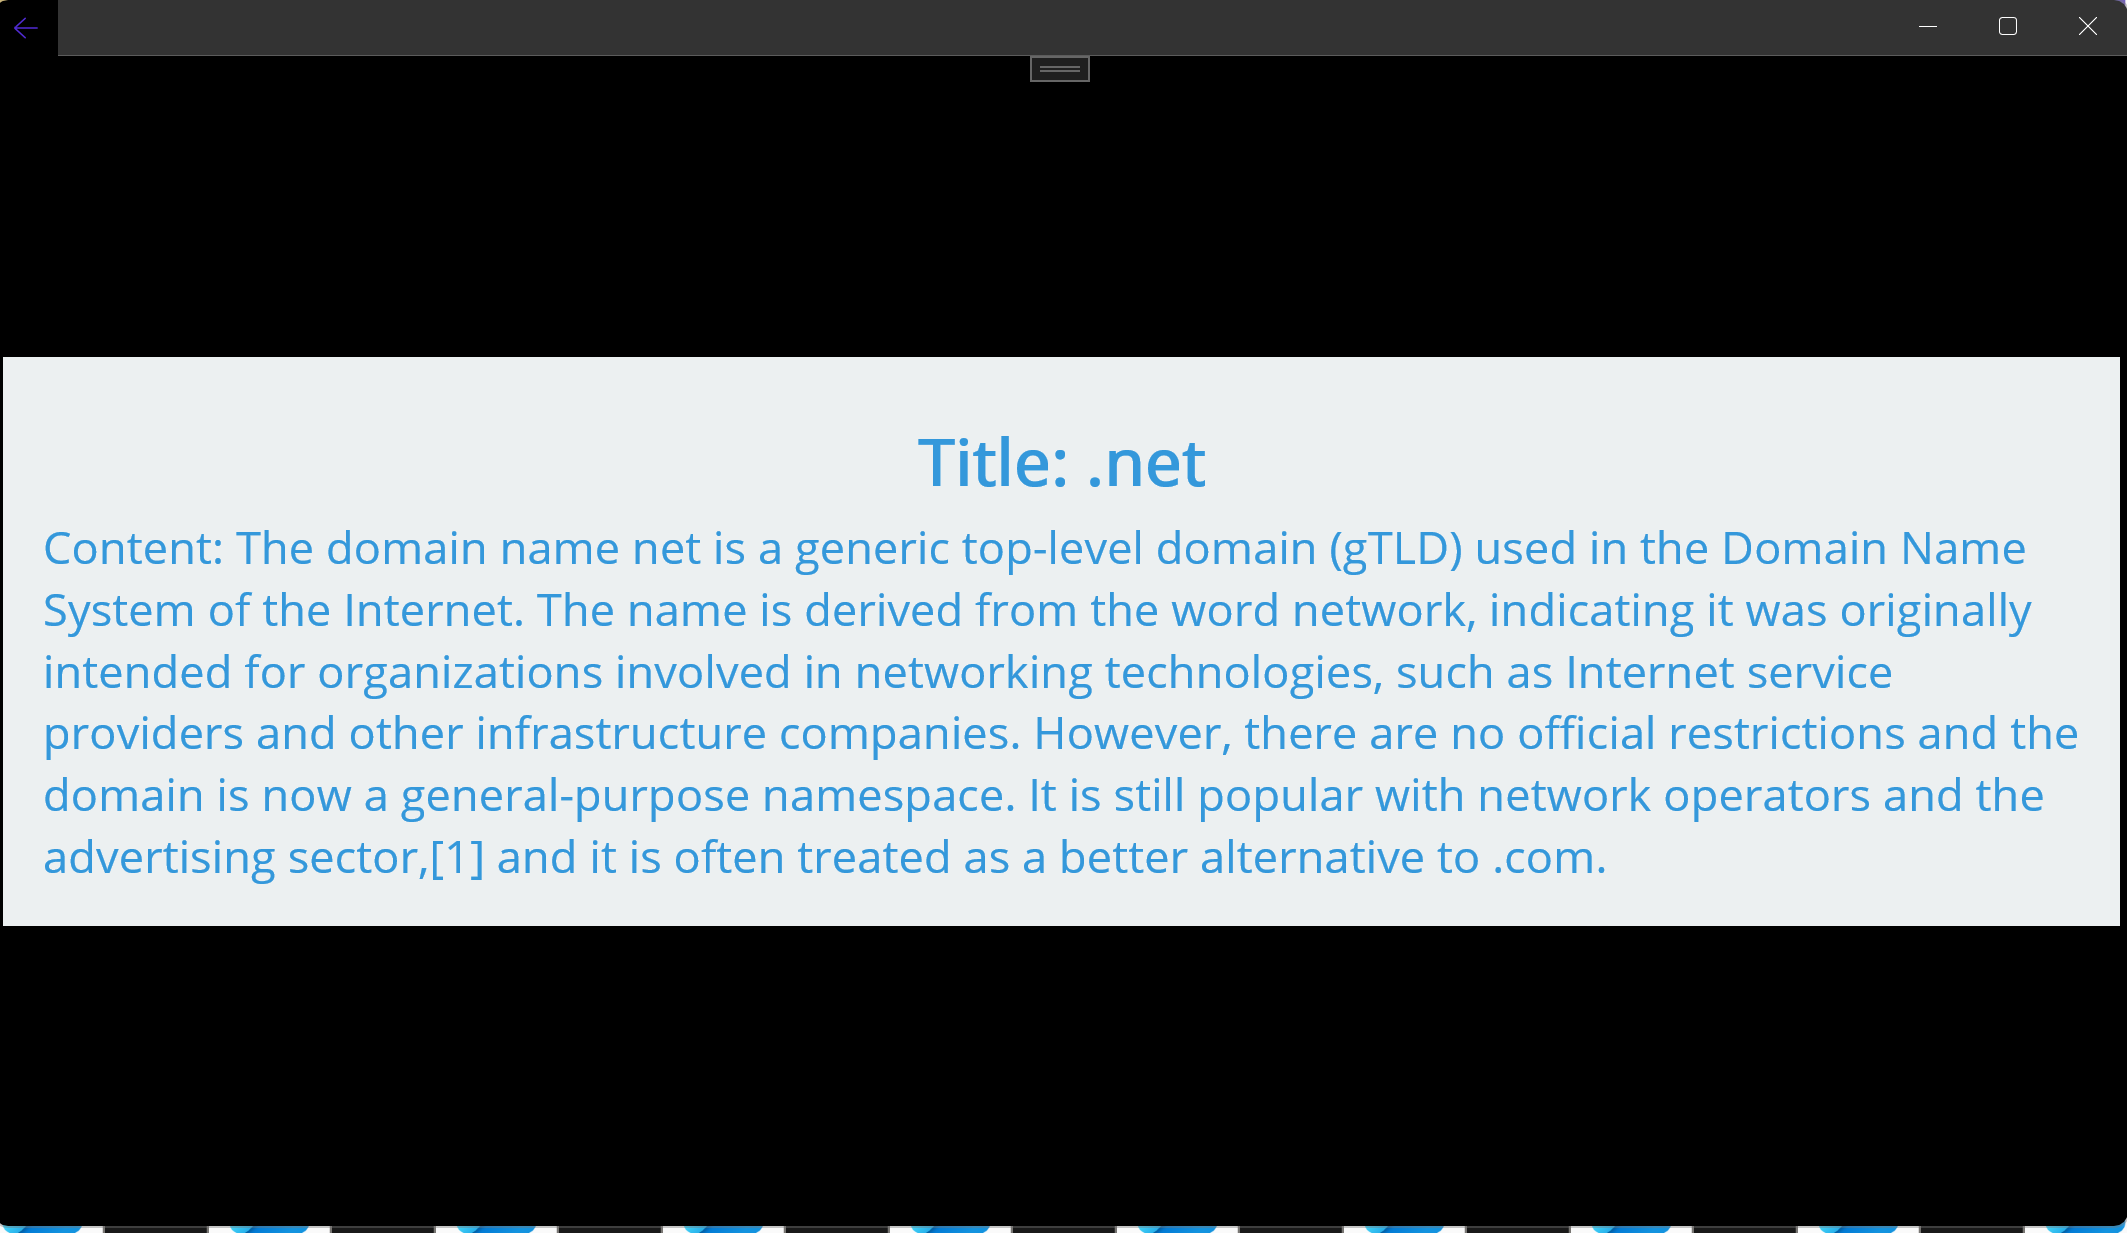 Title: .net
Content: The domain name net is a generic top-level domain (gTLD) used in the Domain Name
System of the Internet. The name is derived from the word network, indicating it was originally
intended for organizations involved in networking technologies, such as Internet service
providers and other infrastructure companies. However, there are no official restrictions and the
domain is now a general-purpose namespace. It is still popular with network operators and the
advertising sector,[1] and it is often treated as a better alternative to .com.